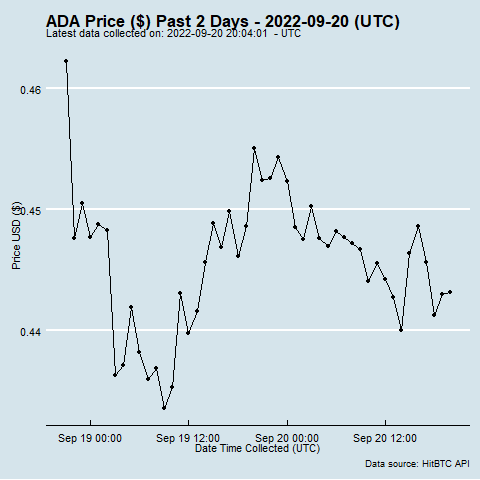 ADA Price ($) Past 2 Days - 2022-09-20 (UTC)
Latest data collected on: 2022-09-20 20:04:01 - UTC
0.46
0.45
0.44
Price USD ($)
Sep 19 00:00 Sep 19 12:00 Sep 20 00:00 Sep 20 12:00
Date Time Collected (UTC)
Data source: HitBTC API